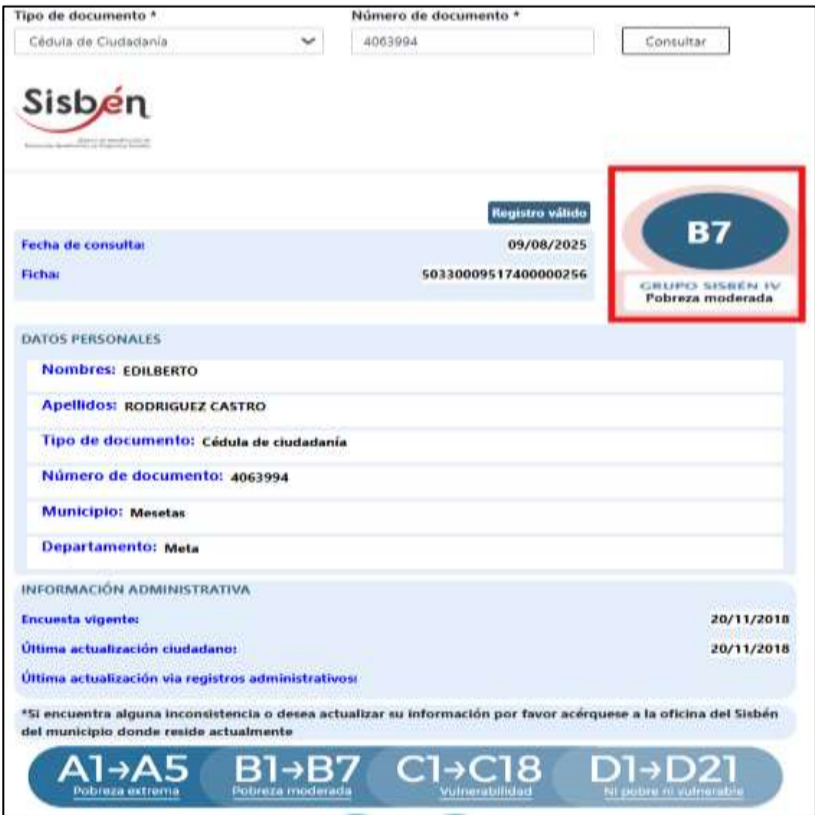 Tipo de documento * Número de documento *
Cédula de Ciudadanía 4063994 Consultar
Sisbén
Registro válido
B7
GRUPO SISBÉN IV
Pobreza moderada
Fecha de consulta: 09/08/2025
Ficha: 50330009517400000256
DATOS PERSONALES
Nombres: EDILBERTO
Apellidos: RODRIGUEZ CASTRO
Tipo de documento: Cédula de ciudadanía
Número de documento: 4063994
Municipio: Mesetas
Departamento: Meta
INFORMACIÓN ADMINISTRATIVA
Encuesta vigente: 20/11/2018
Última actualización ciudadano: 20/11/2018
Última actualización via registros administrativos:
*Si encuentra alguna inconsistencia o desea actualizar su información por favor acérquese a la oficina del Sisbén
del municipio donde reside actualmente
A1→A5 B1→B7 C1→C18 D1→D21
Pobreza extrema Pobreza moderada Vulnerabilidad Ni pobre ni vulnerable